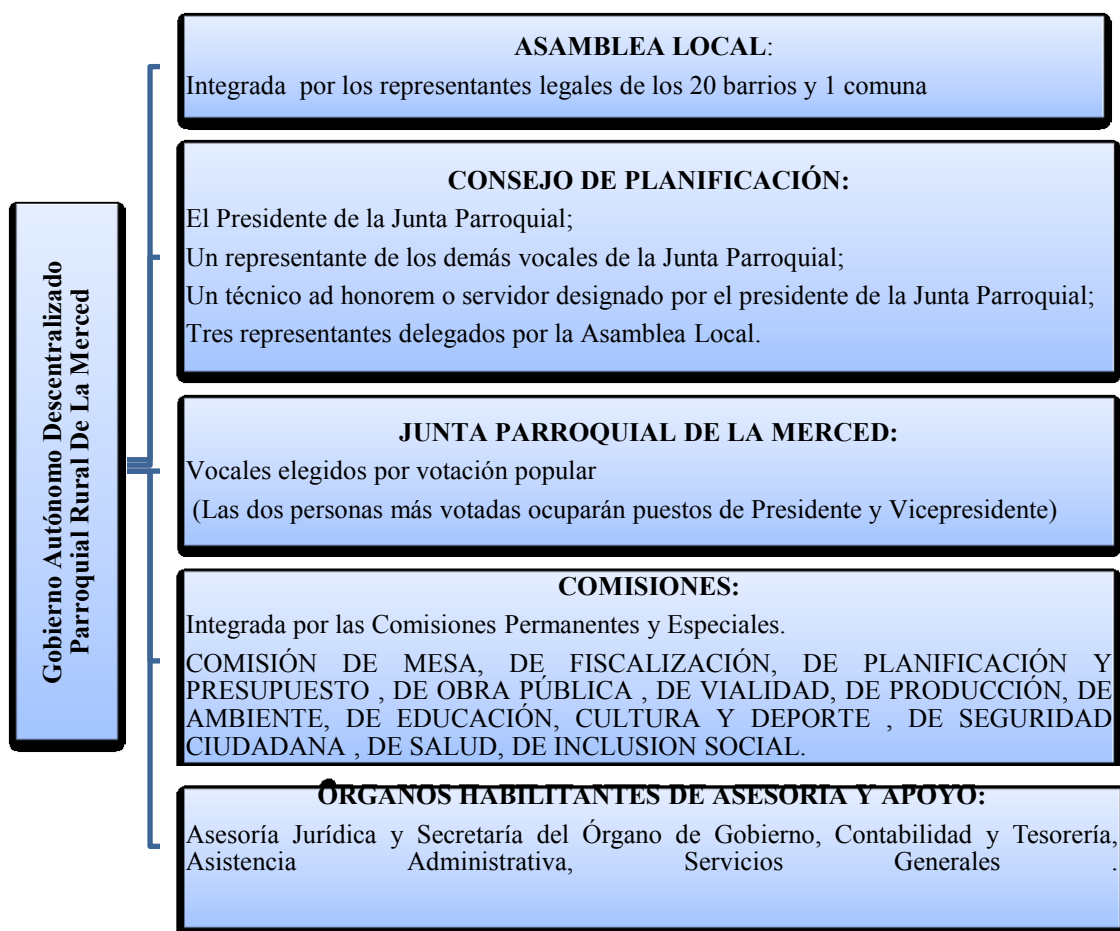 Gobierno Autónomo Descentralizado
Parroquial Rural De La Merced
ASAMBLEA LOCAL:
Integrada por los representantes legales de los 20 barrios y 1 comuna
CONSEJO DE PLANIFICACIÓN:
El Presidente de la Junta Parroquial;
Un representante de los demás vocales de la Junta Parroquial;
Un técnico ad honorem o servidor designado por el presidente de la Junta Parroquial;
Tres representantes delegados por la Asamblea Local.
JUNTA PARROQUIAL DE LA MERCED:
Vocales elegidos por votación popular
(Las dos personas más votadas ocuparán puestos de Presidente y Vicepresidente)
COMISIONES:
Integrada por las Comisiones Permanentes y Especiales.
COMISIÓN DE MESA, DE FISCALIZACIÓN, DE PLANIFICACIÓN Y
PRESUPUESTO , DE OBRA PÚBLICA , DE VIALIDAD, DE PRODUCCIÓN, DE
AMBIENTE, DE EDUCACIÓN, CULTURA Y DEPORTE , DE SEGURIDAD
CIUDADANA , DE SALUD, DE INCLUSION SOCIAL.
ÓRGANOS HABILITANTES DE ASESORÍA Y APOYO:
Asesoría Jurídica y Secretaría del Órgano de Gobierno, Contabilidad y Tesorería,
Asistencia Administrativa, Servicios Generales .